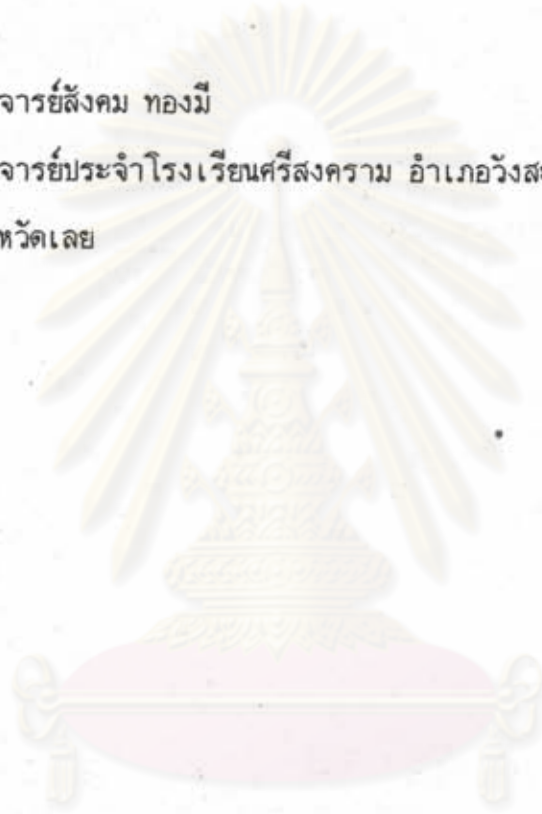 จารย์สังคม ทองมี
จารย์ประจำโรงเรียนศรีสงคราม อำเภอวังส
หวัดเลย